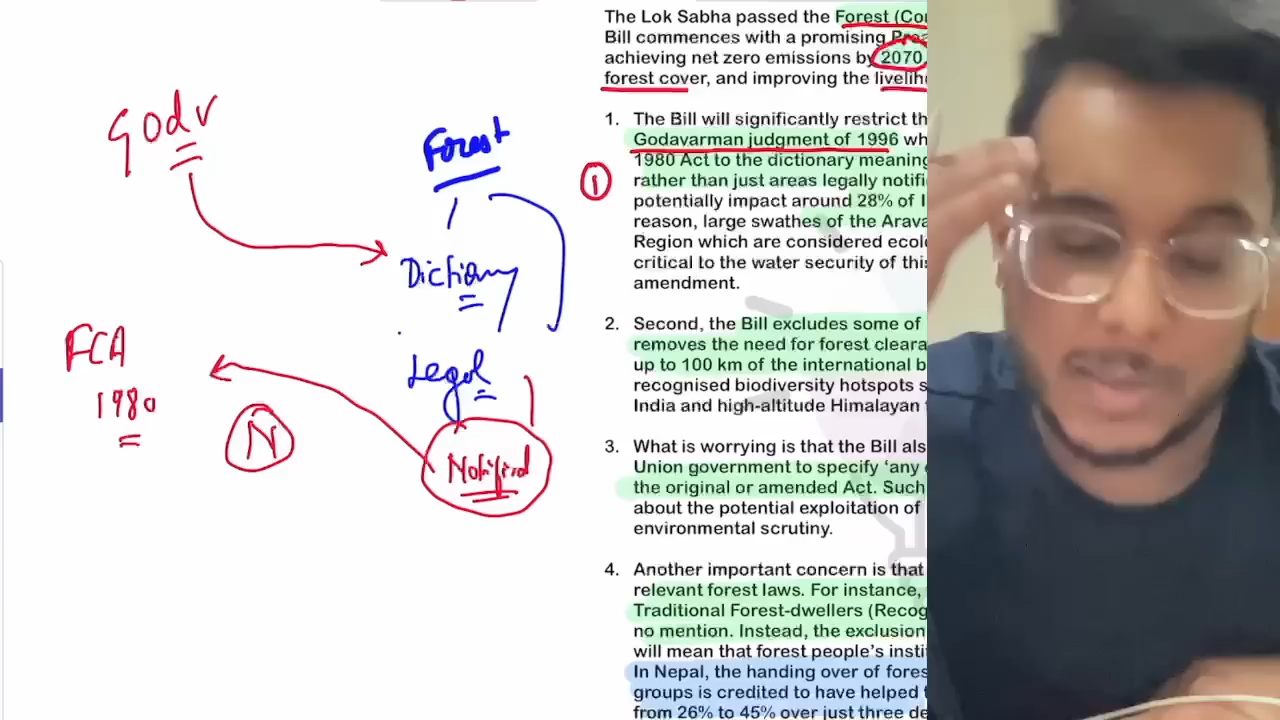 Godv
Forest
Dictionary
Legal
Notified
FCA
1980
N
The Lok Sabha passed the Forest (Co
Bill commences with a promising Prea
achieving net zero emissions by 2070,
forest cover, and improving the livelih
1
1. The Bill will significantly restrict th
Godavarman judgment of 1996 wh
1980 Act to the dictionary meaning
rather than just areas legally notifi
potentially impact around 28% of I
reason, large swathes of the Arava
Region which are considered ecol
critical to the water security of this
amendment.
2. Second, the Bill excludes some of
removes the need for forest cleara
up to 100 km of the international b
recognised biodiversity hotspots s
India and high-altitude Himalayan
3. What is worrying is that the Bill als
Union government to specify ‘any
the original or amended Act. Such
about the potential exploitation of
environmental scrutiny.
4. Another important concern is that
relevant forest laws. For instance,
Traditional Forest-dwellers (Recog
no mention. Instead, the exclusion
will mean that forest people’s insti
In Nepal, the handing over of fores
groups is credited to have helped
from 26% to 45% over just three de